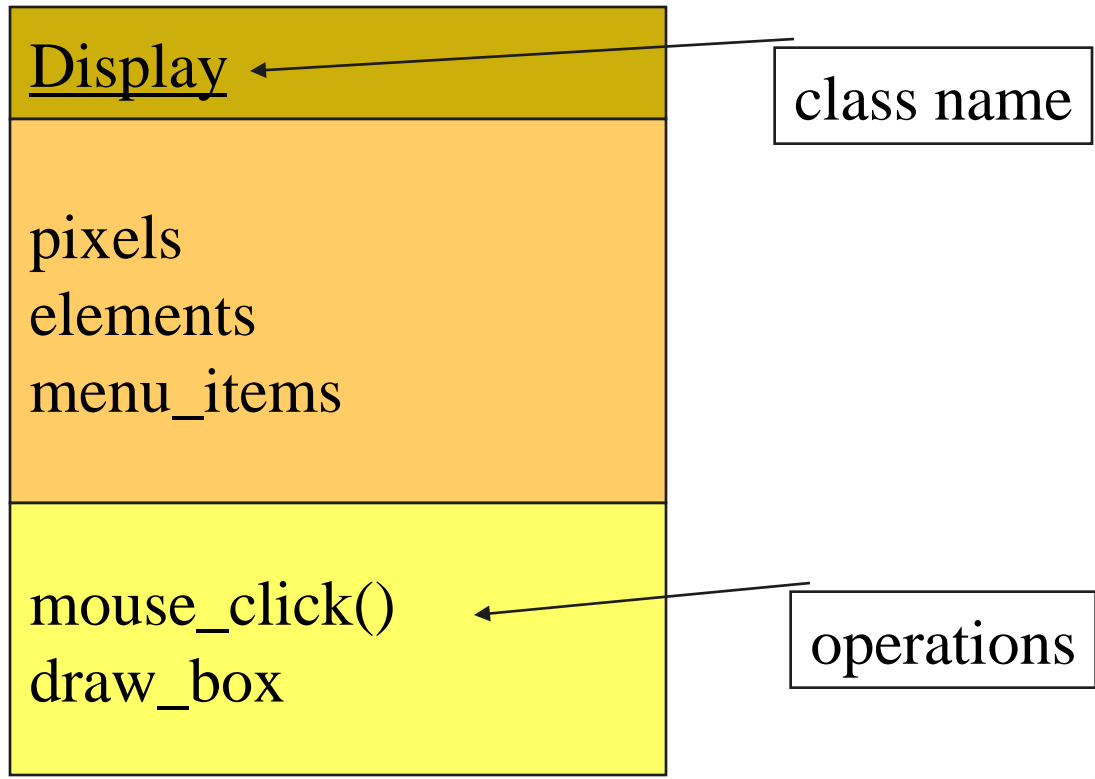 Display
class name
pixels
elements
menu_items
mouse_click()
draw_box
operations